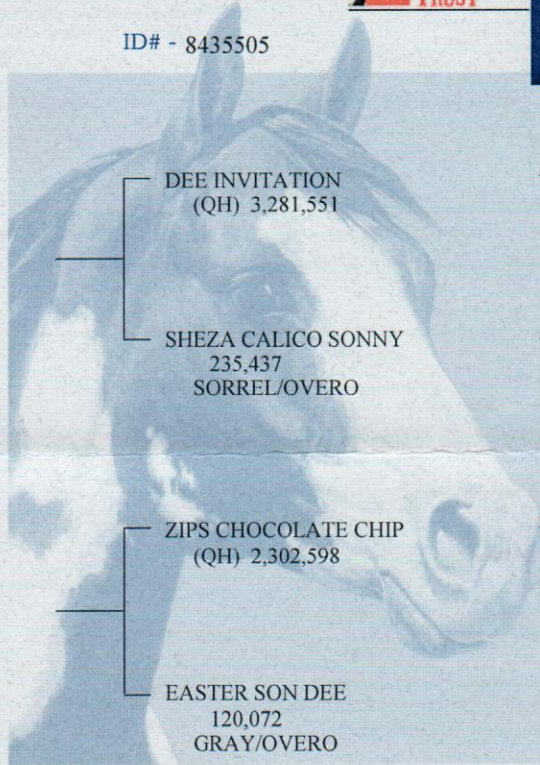 TRUST
ID# - 8435505
DEE INVITATION
(QH) 3,281,551
SHEZA CALICO SONNY
235,437
SORREL/OVERO
ZIPS CHOCOLATE CHIP
(QH) 2,302,598
EASTER SON DEE
120,072
GRAY/OVERO